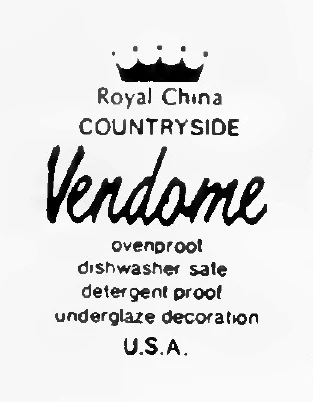 Royal China
COUNTRYSIDE
Vendome
ovenproof
dishwasher safe
detergent proof
underglaze decoration
U.S.A.